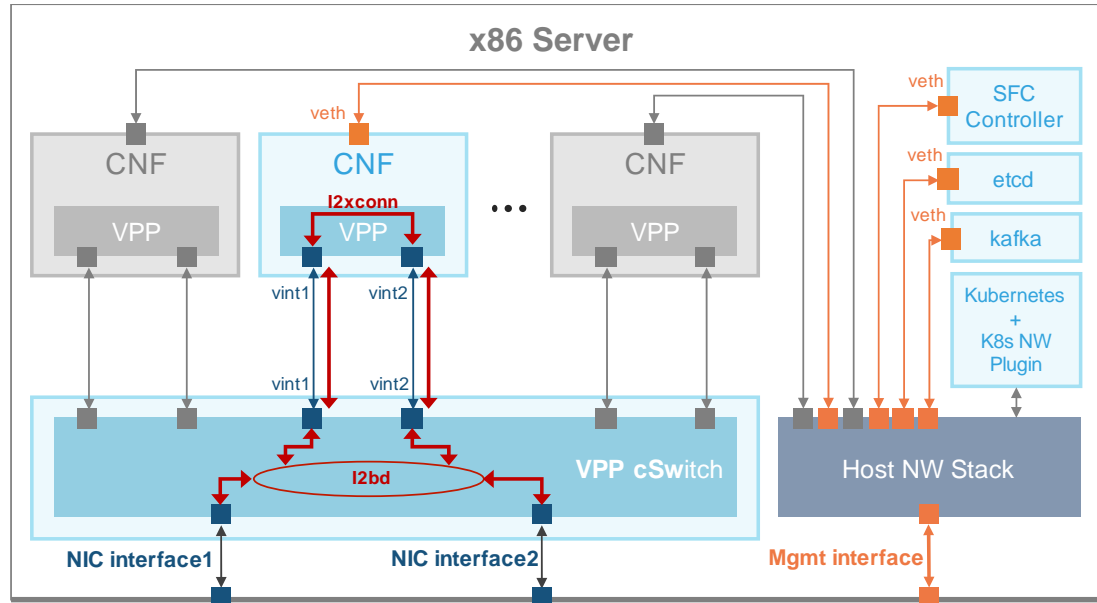 x86 Server
veth
SFC
Controller
veth
CNF
CNF
CNF
veth
etcd
l2xconn
VPP
VPP
...
VPP
veth
kafka
vint1
vint2
Kubernetes
+
K8s NW
Plugin
vint1
vint2
l2bd
VPP cSwitch
Host NW Stack
NIC interface1
NIC interface2
Mgmt interface